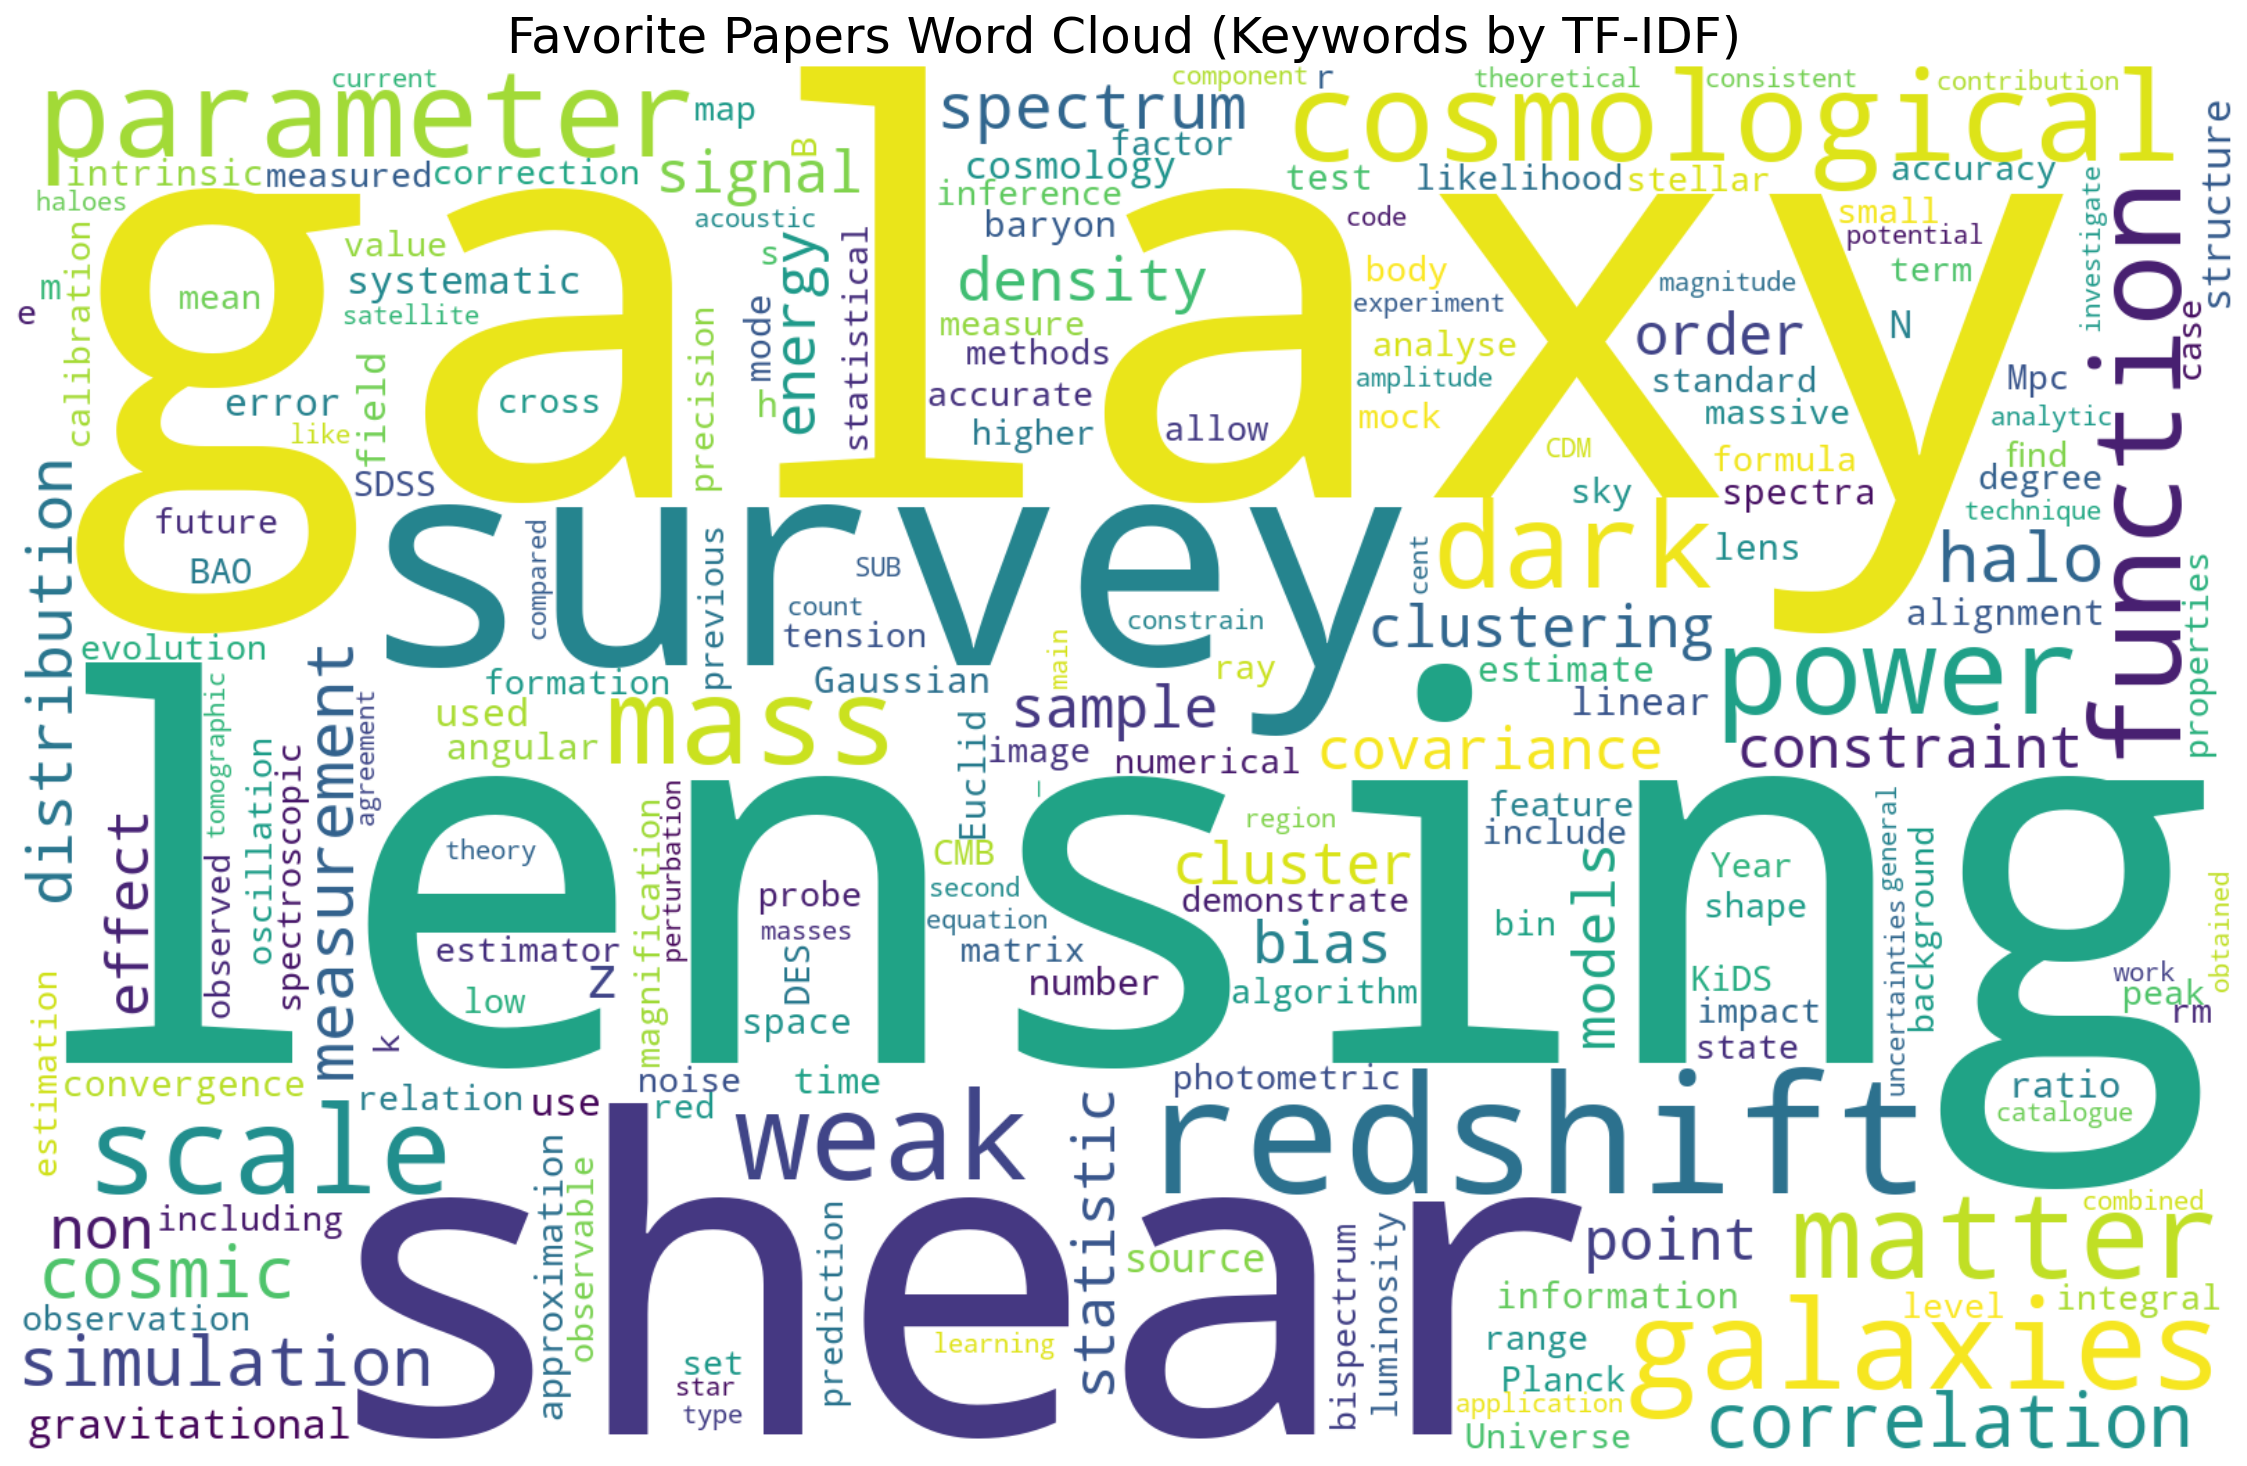 Favorite Papers Word Cloud (Keywords by TF-IDF)
current
component
r
theoretical
consistent
contribution
parameter
map
spectrum
cosmological
structure
factor
B
intrinsic
measured
correction
signal
cosmology
test
likelihood
stellar
accuracy
haloes
inference
acoustic
baryon
code
small
potential
investigate
function
galaxy
calibration
value
systematic
s
energy
statistical
density
body
term
m
mean
magnitude
e
satellite
mode
measure
experiment
order
N
case
precision
methods
analyse
field
error
cross
h
accurate
amplitude
standard
Mpc
like
higher
allow
mock
massive
analytic
distribution
SDSS
CDM
formula
find
sky
spectra
degree
future
survey
dark
technique
BAO
compared
previous
SUB
cent
lens
halo
properties
count
tension
constrain
clustering
alignment
evolution
formation
Gaussian
main
ray
estimate
power
linear
tomographic
measurement
agreement
used
angular
mass
sample
image
numerical
covariance
constraint
oscillation
spectroscopic
Euclid
lensing
effect
observed
theory
magnification
perturbation
CMB
region
cluster
feature
include
models
Year
shape
general
uncertainties
background
obtained
probe
masses
second
equation
demonstrate
estimator
matrix
bias
bin
Z
low
DES
space
number
algorithm
KiDS
impact
state
work
peak
rm
k
estimation
convergence
relation
use
noise
red
time
photometric
ratio
catalogue
scale
weak
redshift
non
including
approximation
observable
shear
prediction
statistic
source
bispectrum
luminosity
point
matter
combined
cosmic
observation
information
level
integral
simulation
learning
set
star
type
range
Planck
galaxies
application
gravitational
Universe
correlation